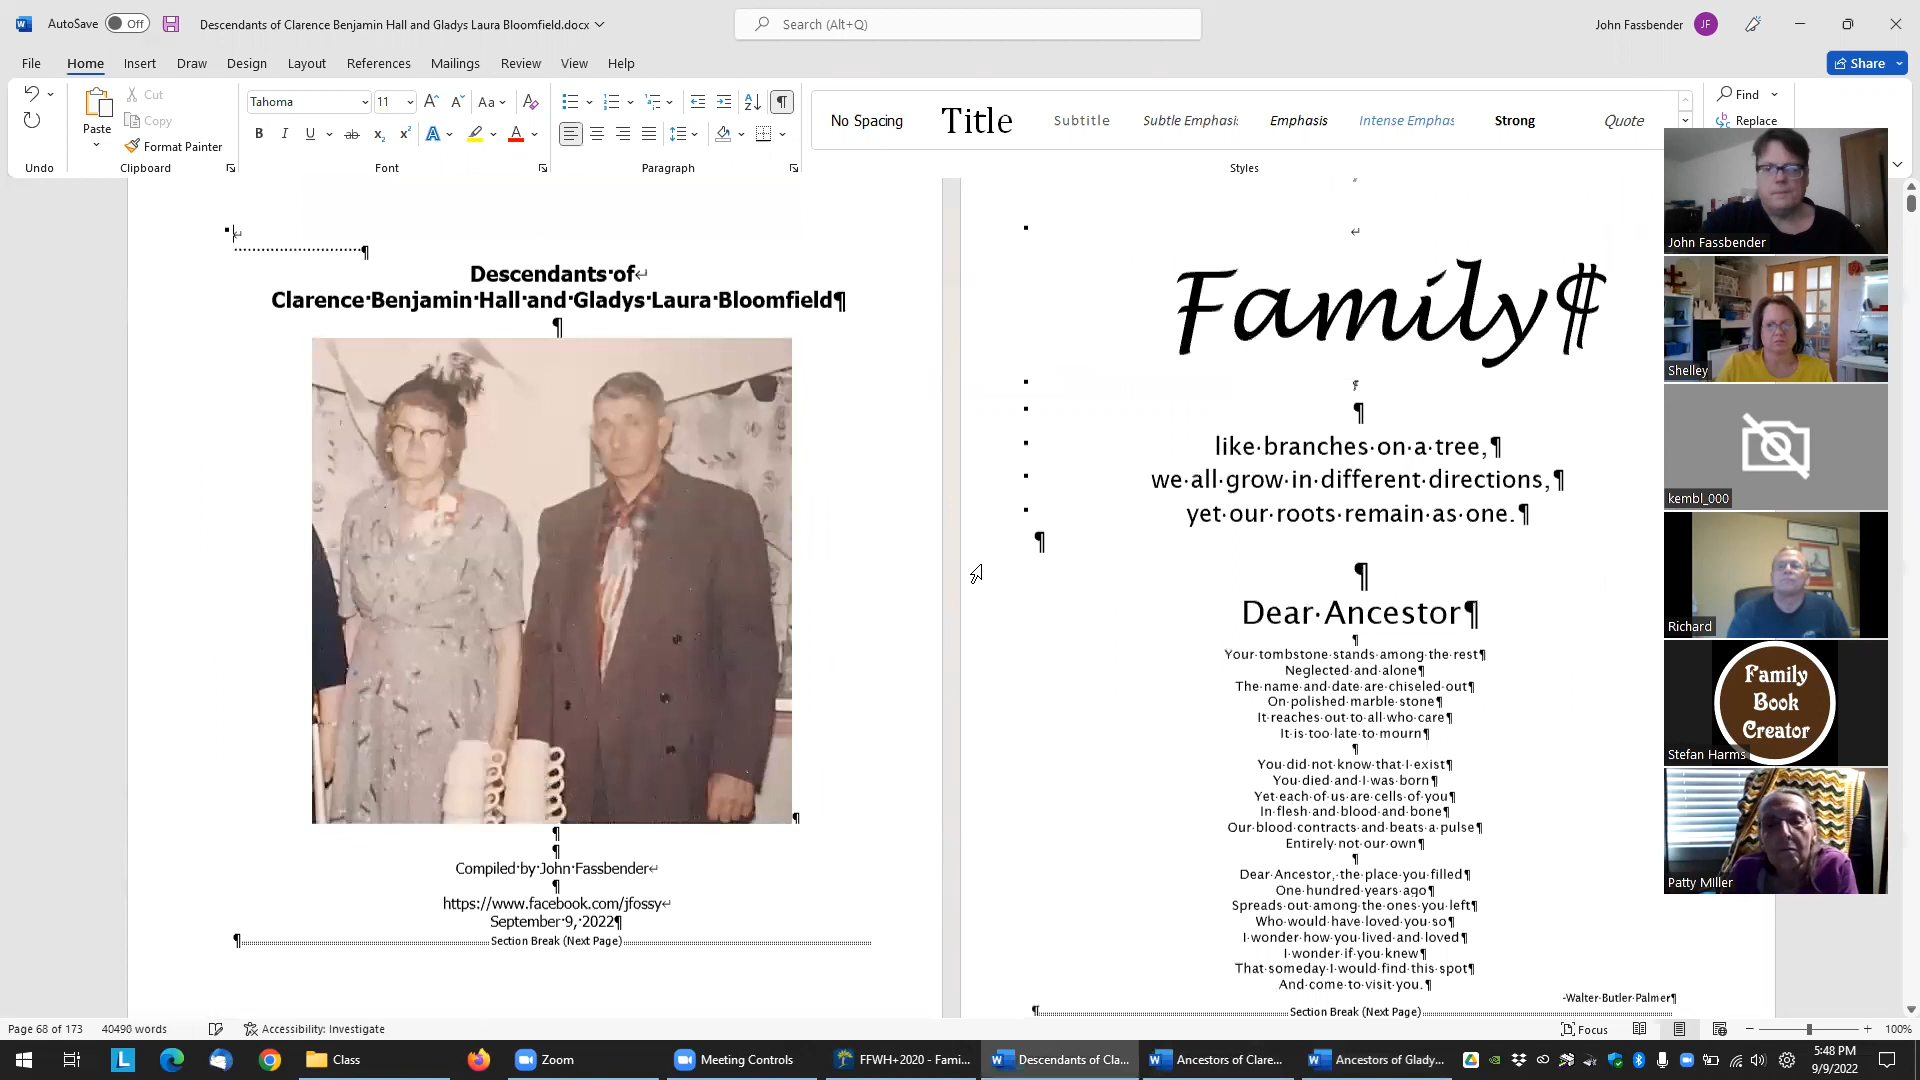 AutoSave Off Descendants of Clarence Benjamin Hall and Gladys Laura Bloomfield.docx Search (Alt+Q) John Fassbender JF
File Home Insert Draw Design Layout References Mailings Review View Help Share
Paste Cut Copy Format Painter
Tahoma 11 Aa
B I U ab x₂ x² A A
No Spacing Title Subtitle Subtle Emphasi Emphasis Intense Emphas Strong Quote
Find Replace
Undo Clipboard Font Paragraph Styles
Descendants·of↵
Clarence·Benjamin·Hall·and·Gladys·Laura·Bloomfield¶
Compiled·by·John·Fassbender↵
https://www.facebook.com/jfossy↵
September·9,·2022¶
Section Break (Next Page)
Family¶
like·branches·on·a·tree,¶
we·all·grow·in·different·directions,¶
yet·our·roots·remain·as·one.¶
Dear·Ancestor¶
Your·tombstone·stands·among·the·rest¶
Neglected·and·alone¶
The·name·and·date·are·chiseled·out¶
On·polished·marble·stone¶
It·reaches·out·to·all·who·care¶
It·is·too·late·to·mourn¶
You·did·not·know·that·I·exist¶
You·died·and·I·was·born¶
Yet·each·of·us·are·cells·of·you¶
In·flesh·and·blood·and·bone¶
Our·blood·contracts·and·beats·a·pulse¶
Entirely·not·our·own¶
Dear·Ancestor,·the·place·you·filled¶
One·hundred·years·ago¶
Spreads·out·among·the·ones·you·left¶
Who·would·have·loved·you·so¶
I·wonder·how·you·lived·and·loved¶
I·wonder·if·you·knew¶
That·someday·I·would·find·this·spot¶
And·come·to·visit·you.¶
-Walter·Butler·Palmer¶
Section Break (Next Page)
John Fassbender
Shelley
kembl_000
Richard
Family
Book
Creator
Stefan Harms
Patty MIller
Page 68 of 173 40490 words Accessibility: Investigate Focus 100%
Class Zoom Meeting Controls FFWH+2020 - Fami... Descendants of Cla... Ancestors of Clare... Ancestors of Glady... 5:48 PM
9/9/2022